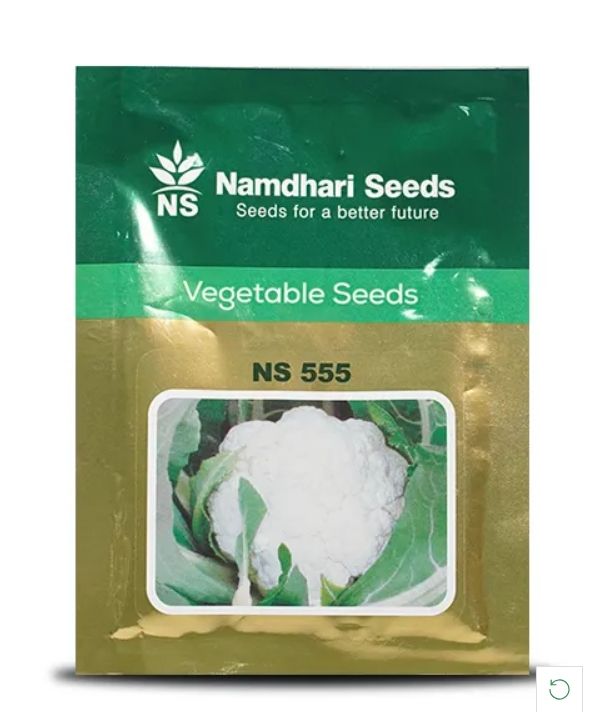 NS
Namdhari Seeds
Seeds for a better future
Vegetable Seeds
NS 555